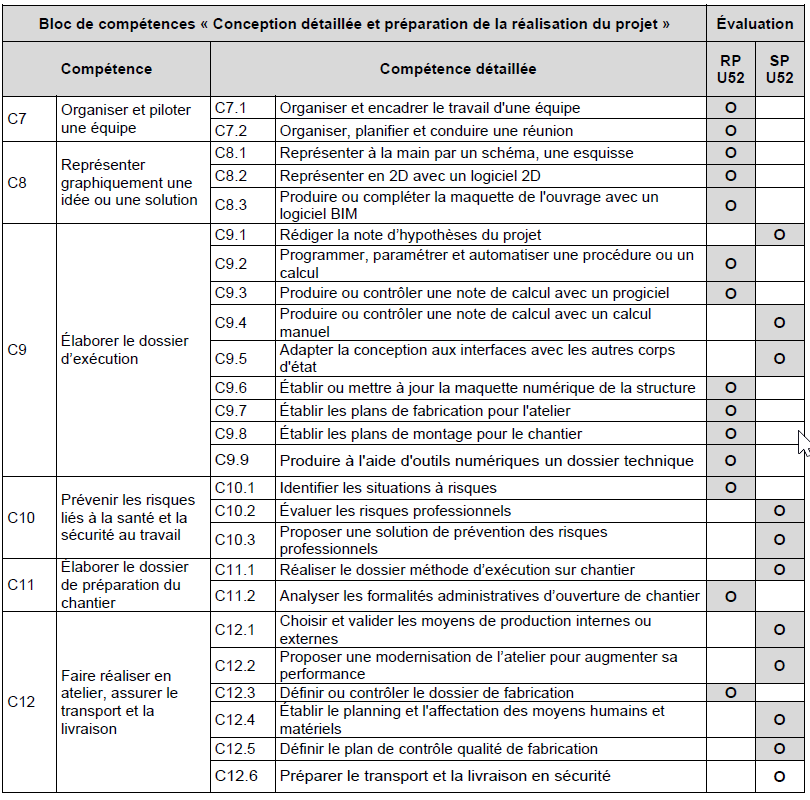 Bloc de compétences « Conception détaillée et préparation de la réalisation du projet » Évaluation
Compétence Compétence détaillée RP U52 SP U52
C7 Organiser et piloter une équipe
C7.1 Organiser et encadrer le travail d'une équipe O
C7.2 Organiser, planifier et conduire une réunion O
C8 Représenter graphiquement une idée ou une solution
C8.1 Représenter à la main par un schéma, une esquisse O
C8.2 Représenter en 2D avec un logiciel 2D O
C8.3 Produire ou compléter la maquette de l'ouvrage avec un logiciel BIM O
C9 Élaborer le dossier d'exécution
C9.1 Rédiger la note d'hypothèses du projet O
C9.2 Programmer, paramétrer et automatiser une procédure ou un calcul O
C9.3 Produire ou contrôler une note de calcul avec un progiciel O
C9.4 Produire ou contrôler une note de calcul avec un calcul manuel O
C9.5 Adapter la conception aux interfaces avec les autres corps d'état O
C9.6 Établir ou mettre à jour la maquette numérique de la structure O
C9.7 Établir les plans de fabrication pour l'atelier O
C9.8 Établir les plans de montage pour le chantier O
C9.9 Produire à l'aide d'outils numériques un dossier technique O
C10 Prévenir les risques liés à la santé et la sécurité au travail
C10.1 Identifier les situations à risques O
C10.2 Évaluer les risques professionnels O
C10.3 Proposer une solution de prévention des risques professionnels O
C11 Élaborer le dossier de préparation du chantier
C11.1 Réaliser le dossier méthode d'exécution sur chantier O
C11.2 Analyser les formalités administratives d'ouverture de chantier O
C12 Faire réaliser en atelier, assurer le transport et la livraison
C12.1 Choisir et valider les moyens de production internes ou externes O
C12.2 Proposer une modernisation de l'atelier pour augmenter sa performance O
C12.3 Définir ou contrôler le dossier de fabrication O
C12.4 Établir le planning et l'affectation des moyens humains et matériels O
C12.5 Définir le plan de contrôle qualité de fabrication O
C12.6 Préparer le transport et la livraison en sécurité O